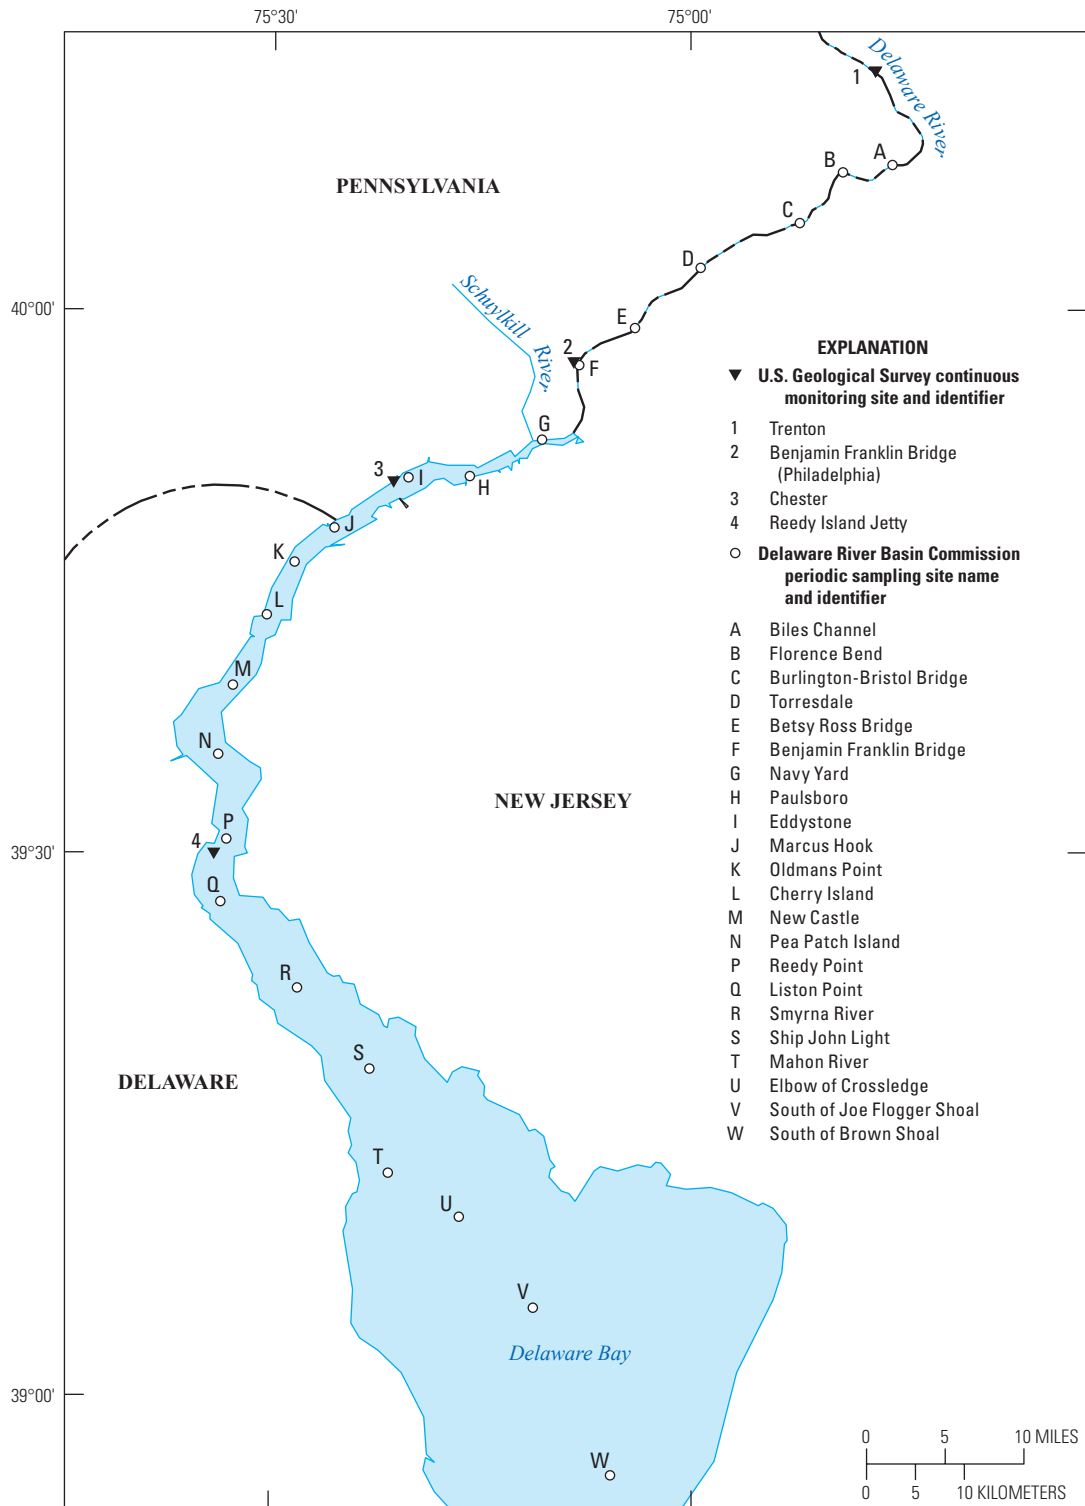 75°30'
75°00'
Delaware River
1
A
B
C
PENNSYLVANIA
D
Schuylkill River
40°00'
E
2
F
G
3
I
H
J
K
L
M
N
P
4
39°30'
Q
R
S
T
U
V
W
NEW JERSEY
DELAWARE
Delaware Bay
39°00'
EXPLANATION
U.S. Geological Survey continuous
monitoring site and identifier
1 Trenton
2 Benjamin Franklin Bridge
(Philadelphia)
3 Chester
4 Reedy Island Jetty
Delaware River Basin Commission
periodic sampling site name
and identifier
A Biles Channel
B Florence Bend
C Burlington-Bristol Bridge
D Torresdale
E Betsy Ross Bridge
F Benjamin Franklin Bridge
G Navy Yard
H Paulsboro
I Eddystone
J Marcus Hook
K Oldmans Point
L Cherry Island
M New Castle
N Pea Patch Island
P Reedy Point
Q Liston Point
R Smyrna River
S Ship John Light
T Mahon River
U Elbow of Crossledge
V South of Joe Flogger Shoal
W South of Brown Shoal
0 5 10 MILES
0 5 10 KILOMETERS